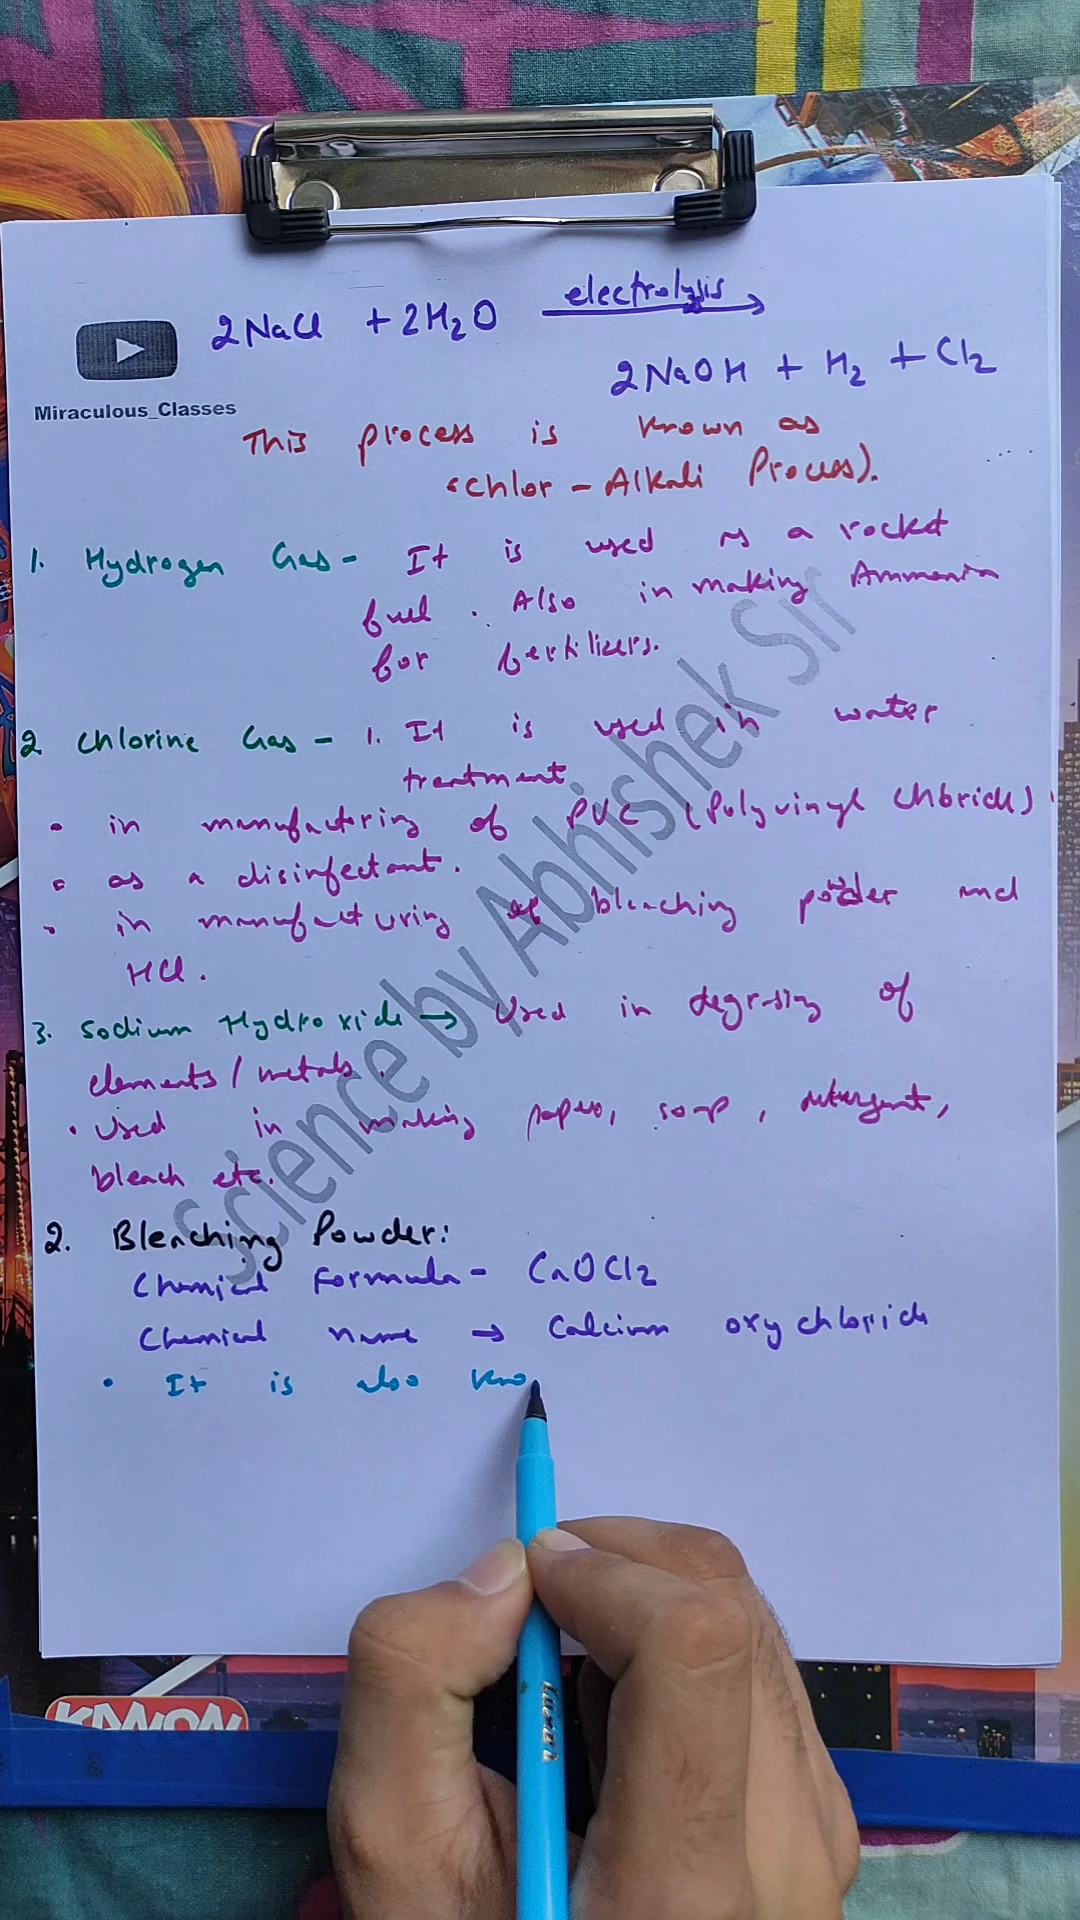 2NaCl + 2H2O electrolysis
2NaOH + H2 + Cl2
Miraculous_Classes
This process is known as
(Chlor-Alkali Process).
1. Hydrogen Gas - It is used as a rocket
fuel. Also in making Ammonia
for fertilizers.
2. Chlorine Gas - 1. It is used in water
treatment
• in manufactoring of PVC (Polyvinyl Chloride)
• as a disinfectant.
• in manufacturing of bleaching powder and
HCl.
3. Sodium Hydroxide → Used in of
elements/metals.
• Used in making paper, soap, detergent,
bleach etc.
2. Bleaching Powder:
Chemical Formula - CaOCl2
Chemical name → Calcium oxychloride
• It is also kno
Science by Abhishek Sir
KANON
Luxor